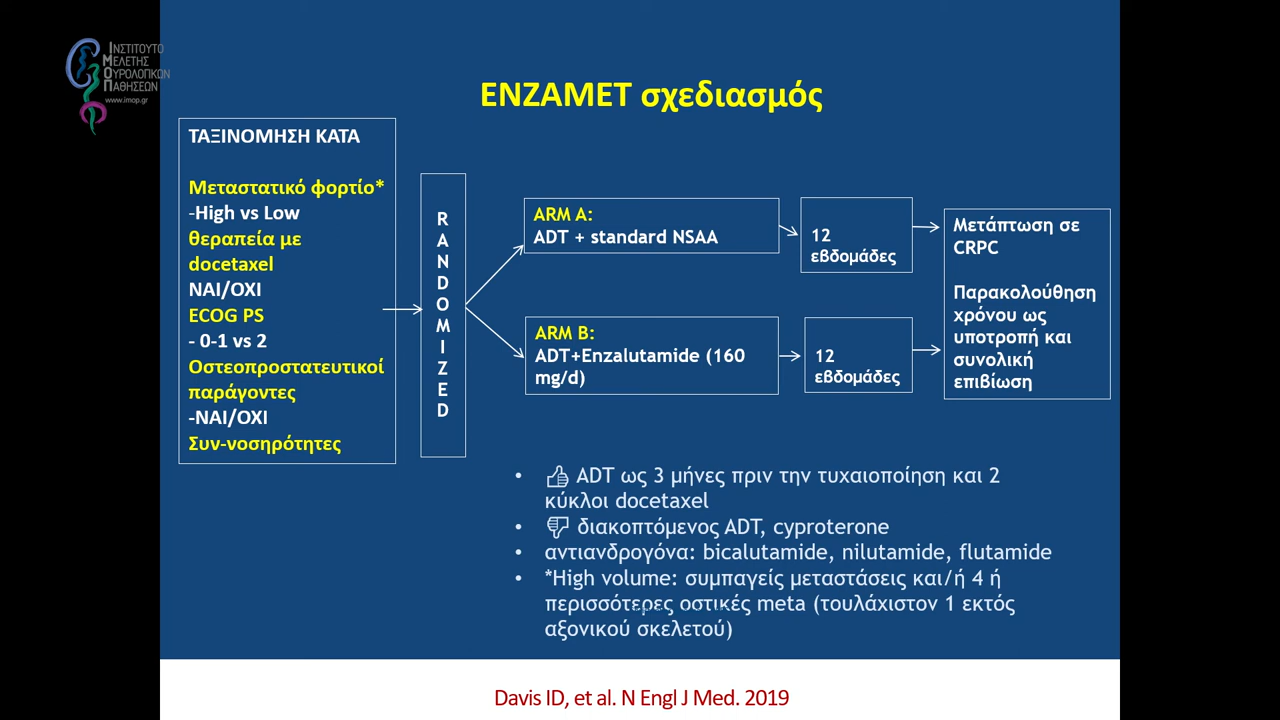 ΙΝΣΤΙΤΟΥΤΟ
ΜΕΛΕΤΗΣ
ΟΥΡΟΛΟΓΙΚΩΝ
ΠΑΘΗΣΕΩΝ
www.imop.gr
ENZAMET σχεδιασμός
ΤΑΞΙΝΟΜΗΣΗ ΚΑΤΑ
Μεταστατικό φορτίο*
-High vs Low
θεραπεία με
docetaxel
ΝΑΙ/ΟΧΙ
ECOG PS
- 0-1 vs 2
Οστεοπροστατευτικοί
παράγοντες
-ΝΑΙ/ΟΧΙ
Συν-νοσηρότητες
R
A
N
D
O
M
I
Z
E
D
ARM A:
ADT + standard NSAA
12
εβδομάδες
ARM B:
ADT+Enzalutamide (160
mg/d)
12
εβδομάδες
Μετάπτωση σε
CRPC
Παρακολούθηση
χρόνου ως
υποτροπή και
συνολική
επιβίωση
• 👍 ADT ως 3 μήνες πριν την τυχαιοποίηση και 2
κύκλοι docetaxel
• 👎 διακοπτόμενος ADT, cyproterone
• αντιανδρογόνα: bicalutamide, nilutamide, flutamide
• *High volume: συμπαγείς μεταστάσεις και/ή 4 ή
περισσότερες οστικές meta (τουλάχιστον 1 εκτός
αξονικού σκελετού)
Davis ID, et al. N Engl J Med. 2019